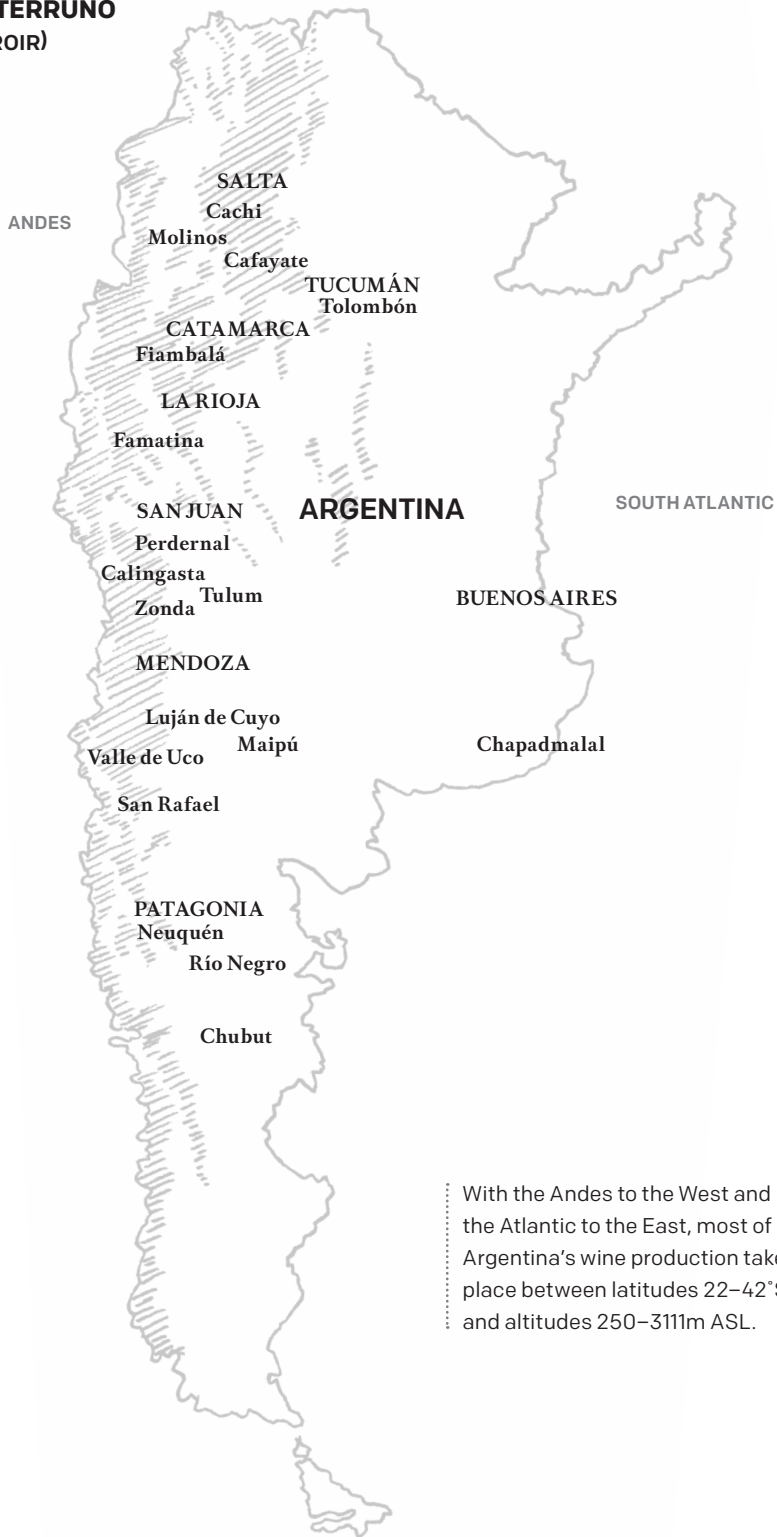 TERRUÑO
ROIR)
ANDES
SALTA
Cachi
Molinos
Cafayate
TUCUMÁN
Tolombón
CATAMARCA
Fiambalá
LA RIOJA
Famatina
SAN JUAN
ARGENTINA
SOUTH ATLANTIC
Perdernal
Calingasta
Tulum
Zonda
BUENOS AIRES
MENDOZA
Luján de Cuyo
Maipú
Chapadmalal
Valle de Uco
San Rafael
PATAGONIA
Neuquén
Río Negro
Chubut
With the Andes to the West and
the Atlantic to the East, most of
Argentina’s wine production take
place between latitudes 22–42˚S
and altitudes 250–3111m ASL.